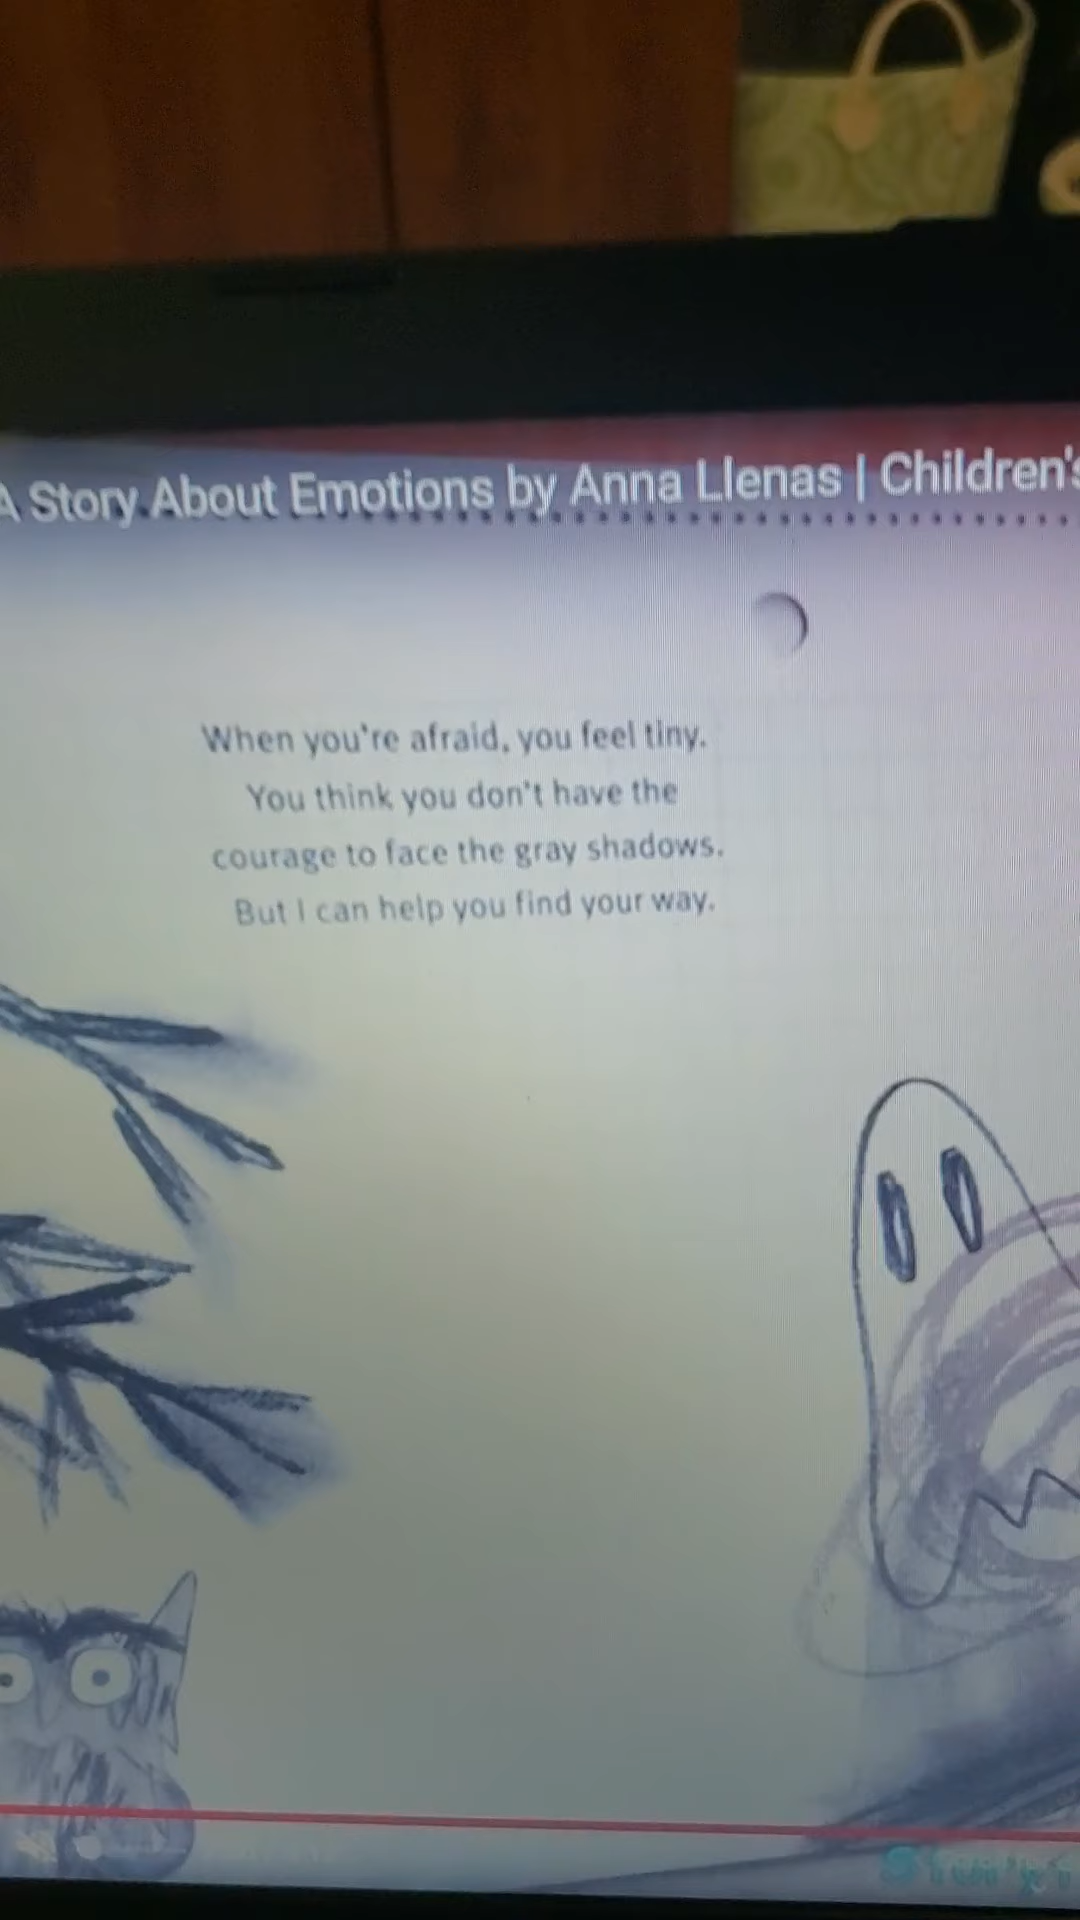 A Story About Emotions by Anna Llenas | Children's
When you're afraid, you feel tiny.
You think you don't have the
courage to face the gray shadows.
But I can help you find your way.